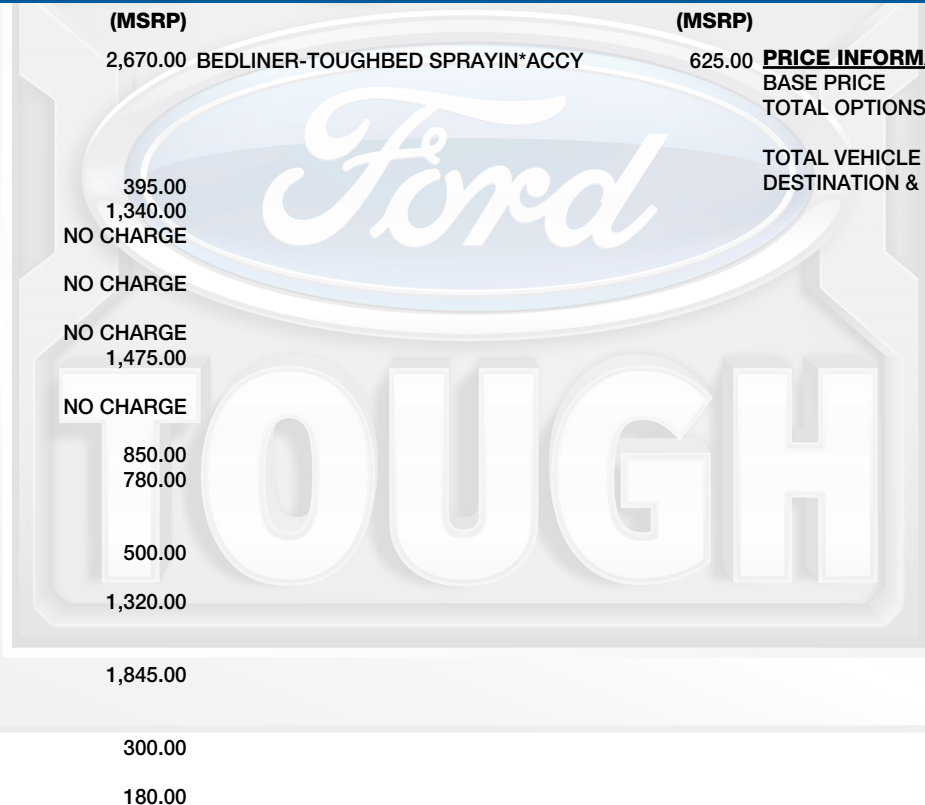 (MSRP) (MSRP)
2,670.00 BEDLINER-TOUGHBED SPRAYIN*ACCY 625.00 PRICE INFORMA
BASE PRICE
TOTAL OPTIONS
TOTAL VEHICLE
395.00 DESTINATION &
1,340.00
NO CHARGE
NO CHARGE
NO CHARGE
1,475.00
NO CHARGE
850.00
780.00
500.00
1,320.00
1,845.00
300.00
180.00
Ford
TOUGH